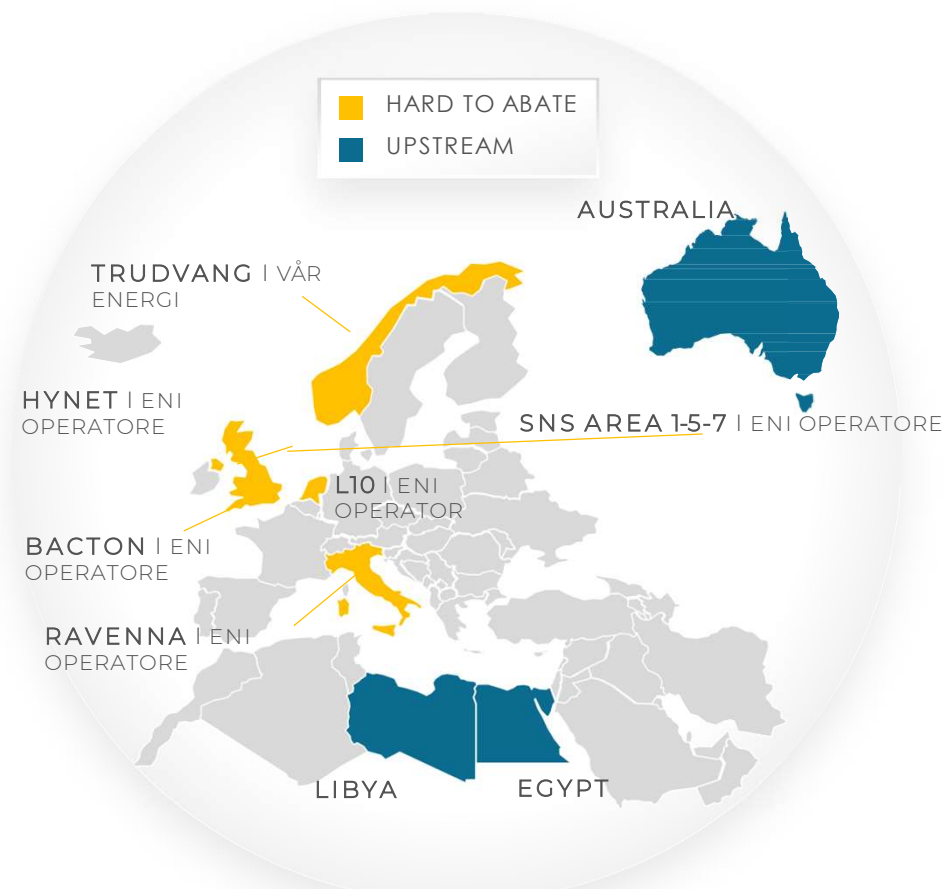 HARD TO ABATE
UPSTREAM
AUSTRALIA
TRUDVANG I VÅR
ENERGI
HYNET I ENI
OPERATORE
SNS AREA 1-5-7 I ENI OPERATORE
L10 I ENI
OPERATOR
BACTON I ENI
OPERATORE
RAVENNA I ENI
OPERATORE
LIBYA
EGYPT